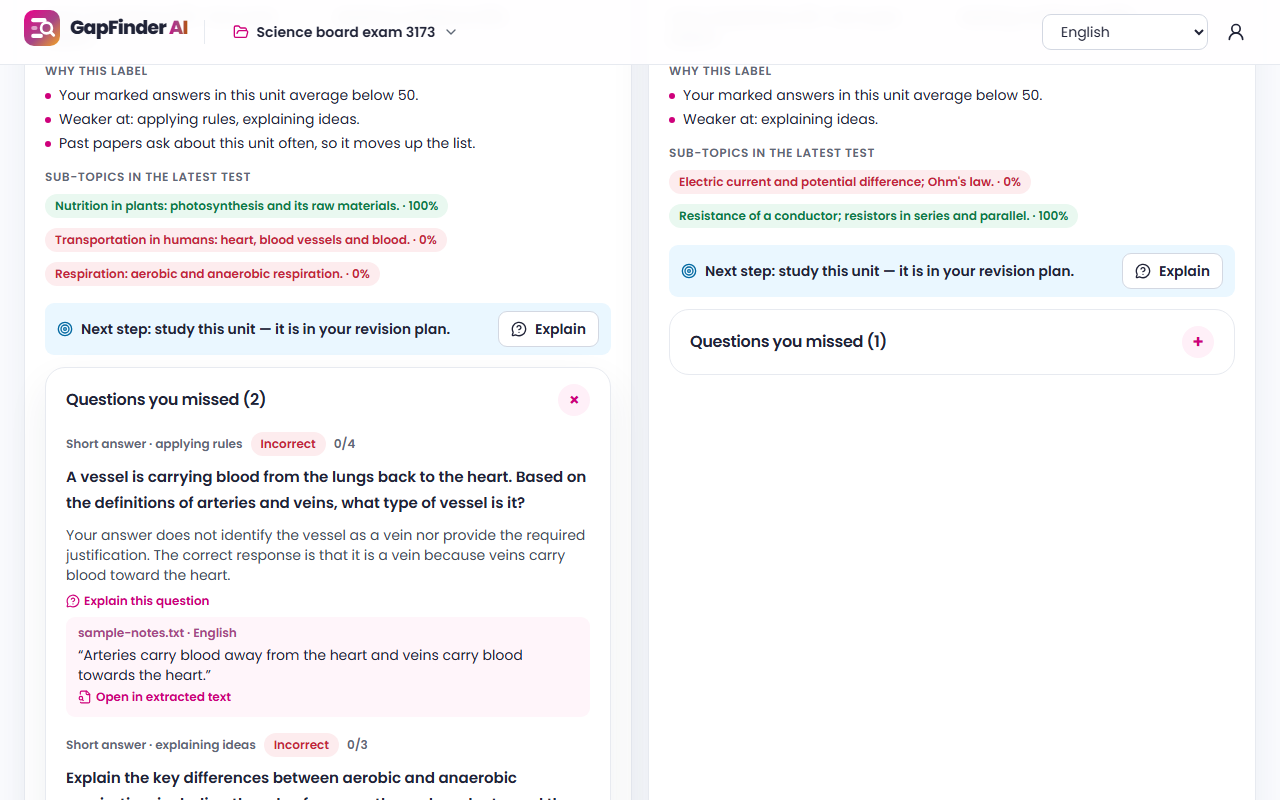 GapFinder AI
Science board exam 3173
English
WHY THIS LABEL
Your marked answers in this unit average below 50.
Weaker at: applying rules, explaining ideas.
Past papers ask about this unit often, so it moves up the list.
SUB-TOPICS IN THE LATEST TEST
Nutrition in plants: photosynthesis and its raw materials. · 100%
Transportation in humans: heart, blood vessels and blood. · 0%
Respiration: aerobic and anaerobic respiration. · 0%
Next step: study this unit — it is in your revision plan.
Explain
Questions you missed (2)
Short answer · applying rules
Incorrect
0/4
A vessel is carrying blood from the lungs back to the heart. Based on
the definitions of arteries and veins, what type of vessel is it?
Your answer does not identify the vessel as a vein nor provide the required
justification. The correct response is that it is a vein because veins carry
blood toward the heart.
Explain this question
sample-notes.txt · English
“Arteries carry blood away from the heart and veins carry blood
towards the heart.”
Open in extracted text
Short answer · explaining ideas
Incorrect
0/3
Explain the key differences between aerobic and anaerobic
WHY THIS LABEL
Your marked answers in this unit average below 50.
Weaker at: explaining ideas.
SUB-TOPICS IN THE LATEST TEST
Electric current and potential difference; Ohm's law. · 0%
Resistance of a conductor; resistors in series and parallel. · 100%
Next step: study this unit — it is in your revision plan.
Explain
Questions you missed (1)